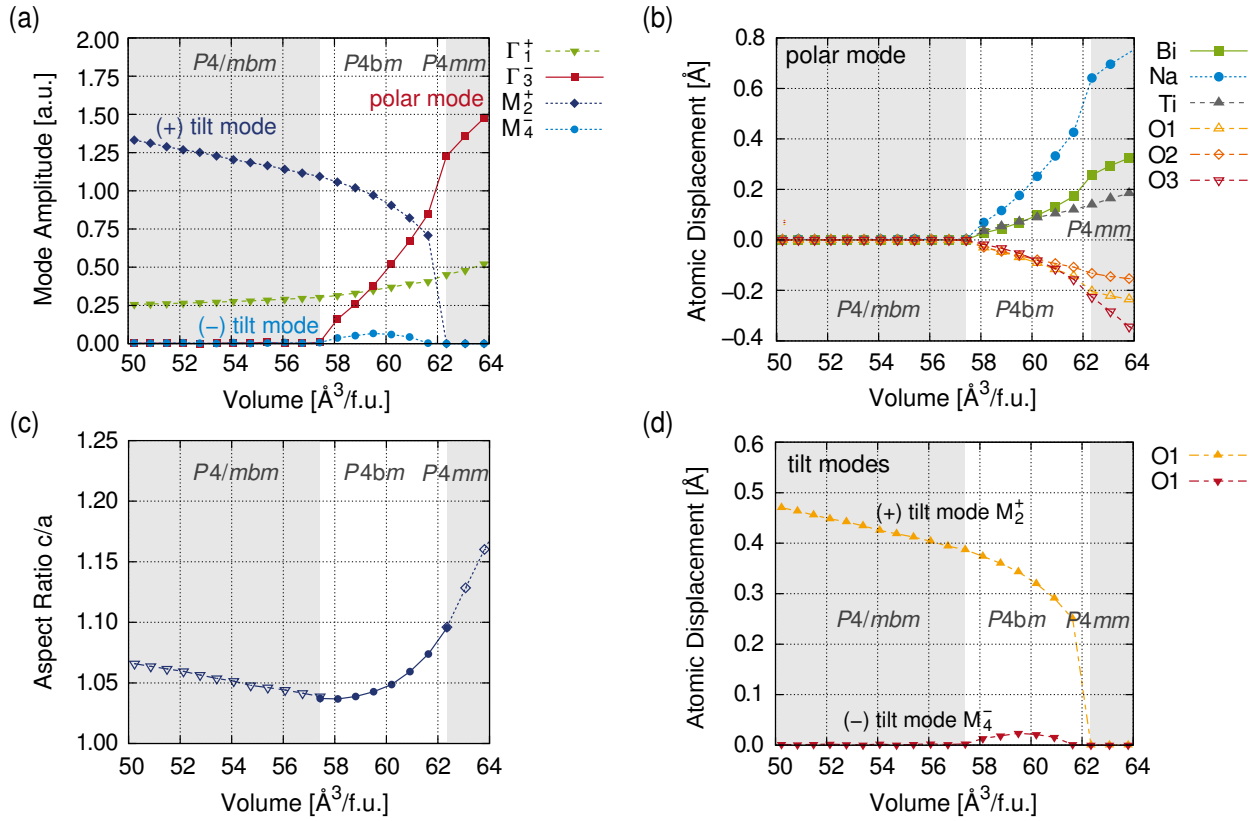 (a)
2.00
1.75
1.50
1.25
1.00
0.75
0.50
0.25
0.00
Mode Amplitude [a.u.]
P4/mbm
P4bm
P4mm
polar mode
(+) tilt mode
(−) tilt mode
50 52 54 56 58 60 62 64
Volume [Å³/f.u.]
Γ₁⁺
Γ₃⁻
M₂⁺
M₄⁻
(b)
0.8
0.6
0.4
0.2
0.0
−0.2
−0.4
Atomic Displacement [Å]
polar mode
P4mm
P4/mbm
P4bm
50 52 54 56 58 60 62 64
Volume [Å³/f.u.]
Bi
Na
Ti
O1
O2
O3
(c)
1.25
1.20
1.15
1.10
1.05
1.00
Aspect Ratio c/a
P4/mbm
P4bm
P4mm
50 52 54 56 58 60 62 64
Volume [Å³/f.u.]
(d)
0.6
0.5
0.4
0.3
0.2
0.1
0.0
Atomic Displacement [Å]
tilt modes
(+) tilt mode M₂⁺
P4/mbm
P4bm
P4mm
(−) tilt mode M₄⁻
50 52 54 56 58 60 62 64
Volume [Å³/f.u.]
O1
O1